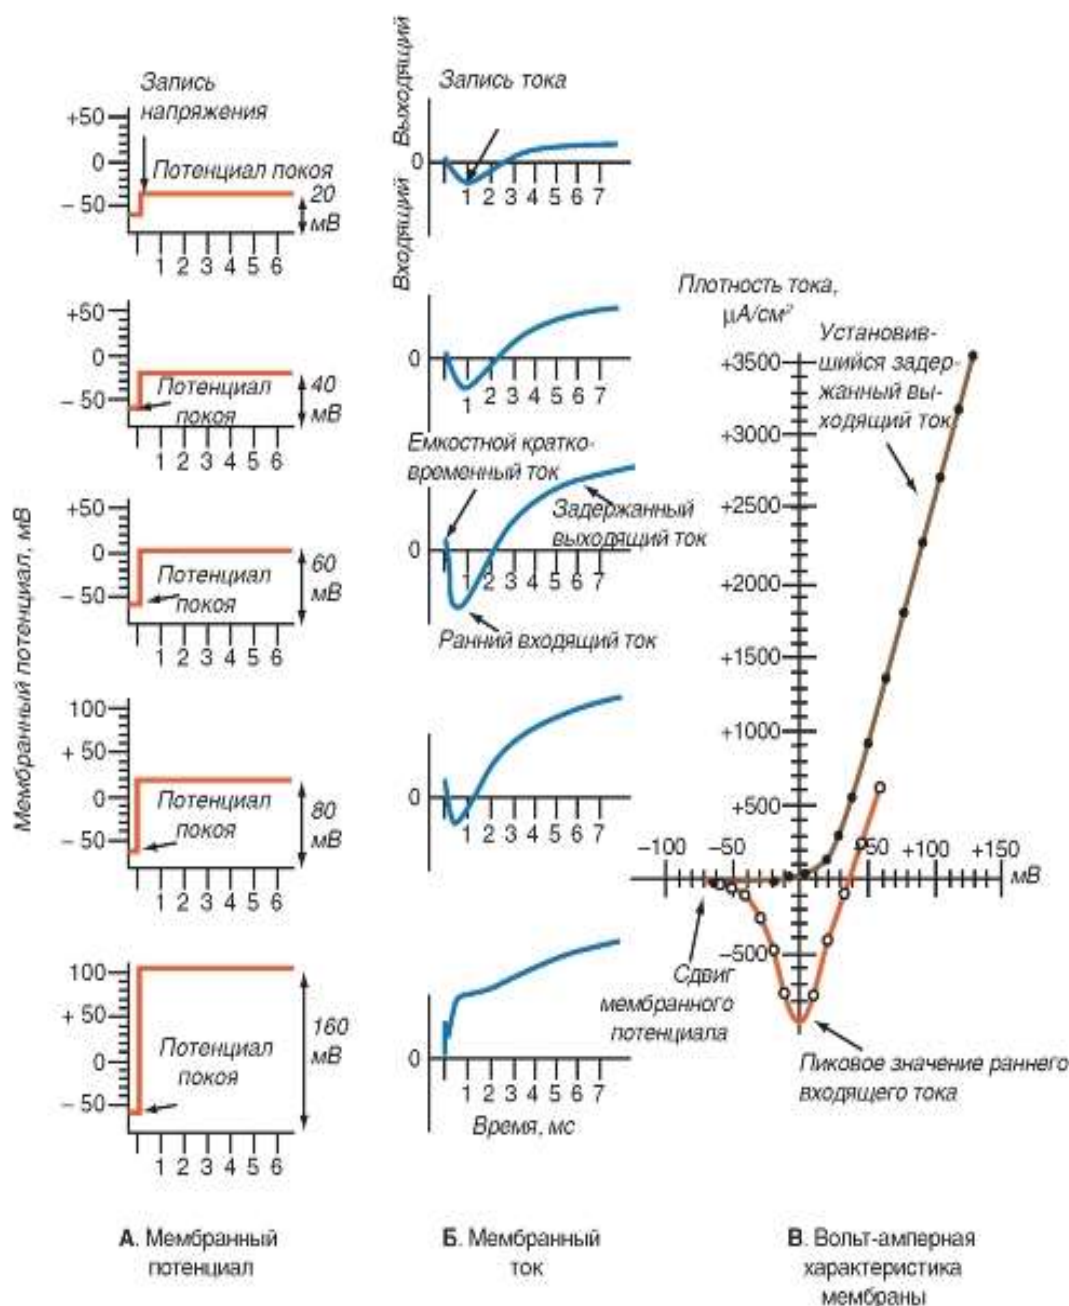 Мембранный потенциал, мВ
Запись
напряжения
+50
0
– 50
Потенциал покоя
20
мВ
1 2 3 4 5 6
+50
0
– 50
Потенциал
покоя
40
мВ
1 2 3 4 5 6
+50
0
– 50
Потенциал
покоя
60
мВ
1 2 3 4 5 6
100
+ 50
0
– 50
Потенциал
покоя
80
мВ
1 2 3 4 5 6
100
+ 50
0
– 50
Потенциал
покоя
160
мВ
1 2 3 4 5 6
А. Мембранный
потенциал
Выходящий
Входящий
Запись тока
0
1 2 3 4 5 6 7
0
1 2 3 4 5 6 7
Емкостной кратко-
временный ток
Задержанный
выходящий ток
0
1 2 3 4 5 6 7
Ранний входящий ток
0
1 2 3 4 5 6 7
0
1 2 3 4 5 6 7
Время, мс
Б. Мембранный
ток
Плотность тока,
μА/см²
Установив-
шийся задер-
жанный вы-
ходящий ток
+3500
+3000
+2500
+2000
+1500
+1000
+500
–100 –50 +50 +100 +150
мВ
–500
Сдвиг
мембранного
потенциала
Пиковое значение раннего
входящего тока
В. Вольт-амперная
характеристика
мембраны